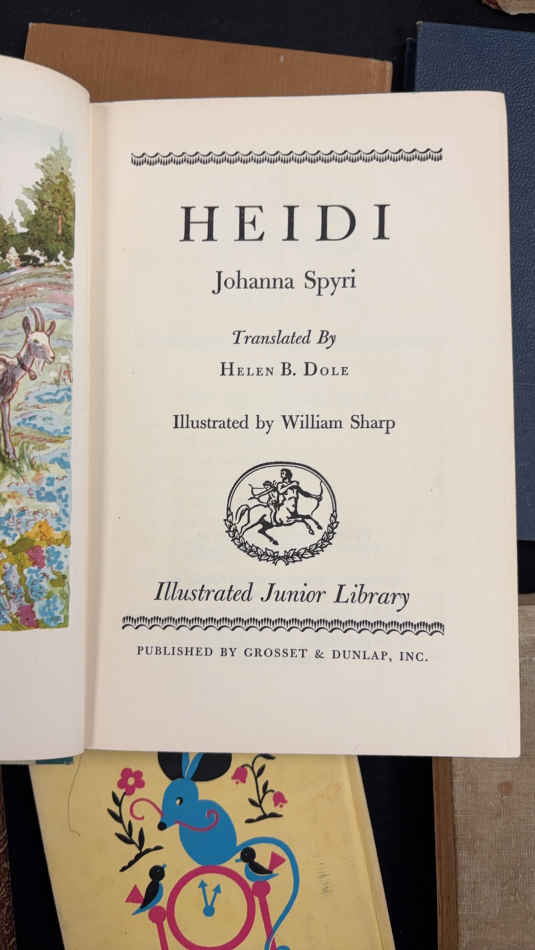 HEIDI
Johanna Spyri
Translated By
HELEN B. DOLE
Illustrated by William Sharp
Illustrated Junior Library
PUBLISHED BY GROSSET & DUNLAP, INC.